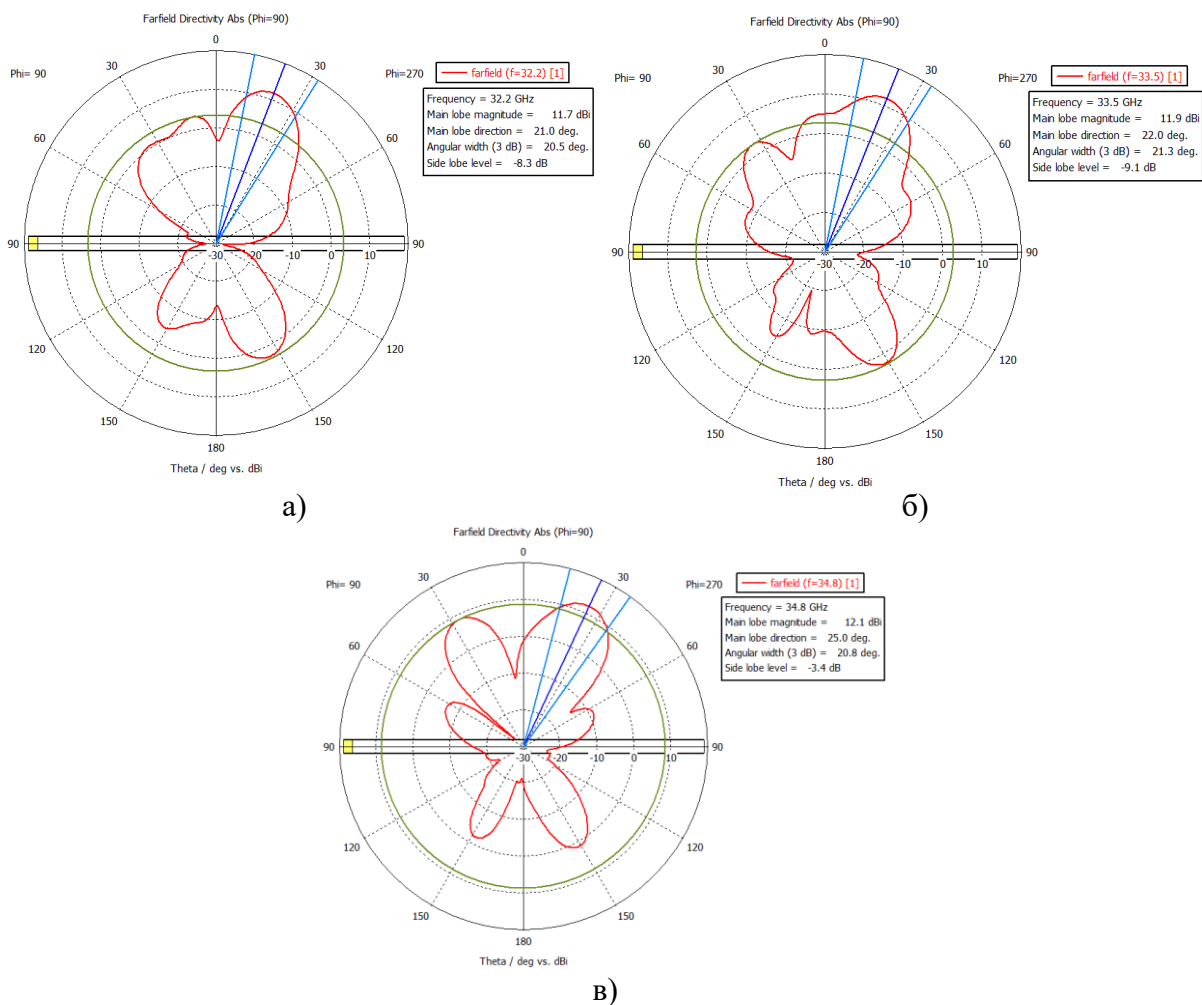 Farfield Directivity Abs (Phi=90)
0
Phi= 90
30
30
Phi=270
farfield (f=32.2) [1]
Frequency = 32.2 GHz
Main lobe magnitude = 11.7 dBi
Main lobe direction = 21.0 deg.
Angular width (3 dB) = 20.5 deg.
Side lobe level = -8.3 dB
60
60
90
-30 -20 -10 0 10
90
120
120
150
150
180
Theta / deg vs. dBi
а)
Farfield Directivity Abs (Phi=90)
0
Phi= 90
30
30
Phi=270
farfield (f=33.5) [1]
Frequency = 33.5 GHz
Main lobe magnitude = 11.9 dBi
Main lobe direction = 22.0 deg.
Angular width (3 dB) = 21.3 deg.
Side lobe level = -9.1 dB
60
60
90
-30 -20 -10 0 10
90
120
120
150
150
180
Theta / deg vs. dBi
б)
Farfield Directivity Abs (Phi=90)
0
Phi= 90
30
30
Phi=270
farfield (f=34.8) [1]
Frequency = 34.8 GHz
Main lobe magnitude = 12.1 dBi
Main lobe direction = 25.0 deg.
Angular width (3 dB) = 20.8 deg.
Side lobe level = -3.4 dB
60
60
90
-30 -20 -10 0 10
90
120
120
150
150
180
Theta / deg vs. dBi
в)